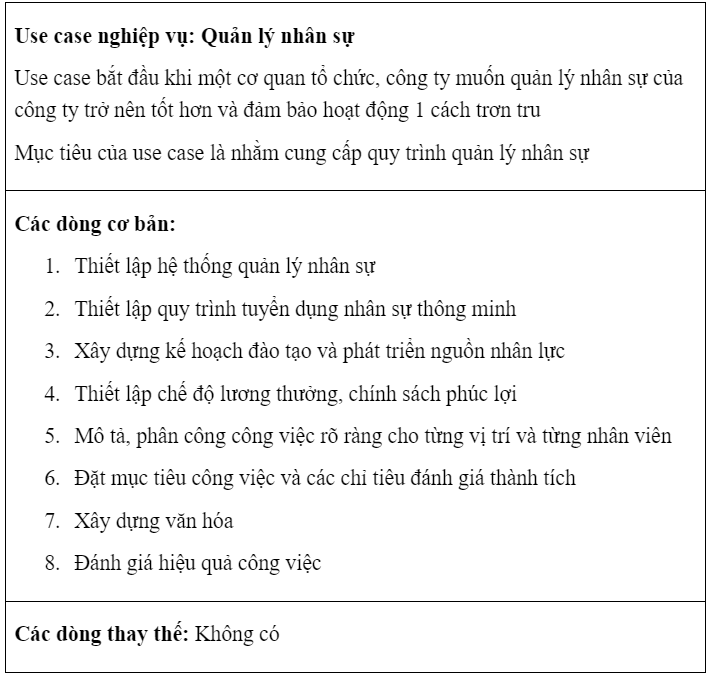 Use case nghiệp vụ: Quản lý nhân sự
Use case bắt đầu khi một cơ quan tổ chức, công ty muốn quản lý nhân sự của
công ty trở nên tốt hơn và đảm bảo hoạt động 1 cách trơn tru
Mục tiêu của use case là nhằm cung cấp quy trình quản lý nhân sự
Các dòng cơ bản:
1. Thiết lập hệ thống quản lý nhân sự
2. Thiết lập quy trình tuyển dụng nhân sự thông minh
3. Xây dựng kế hoạch đào tạo và phát triển nguồn nhân lực
4. Thiết lập chế độ lương thưởng, chính sách phúc lợi
5. Mô tả, phân công công việc rõ ràng cho từng vị trí và từng nhân viên
6. Đặt mục tiêu công việc và các chỉ tiêu đánh giá thành tích
7. Xây dựng văn hóa
8. Đánh giá hiệu quả công việc
Các dòng thay thế: Không có